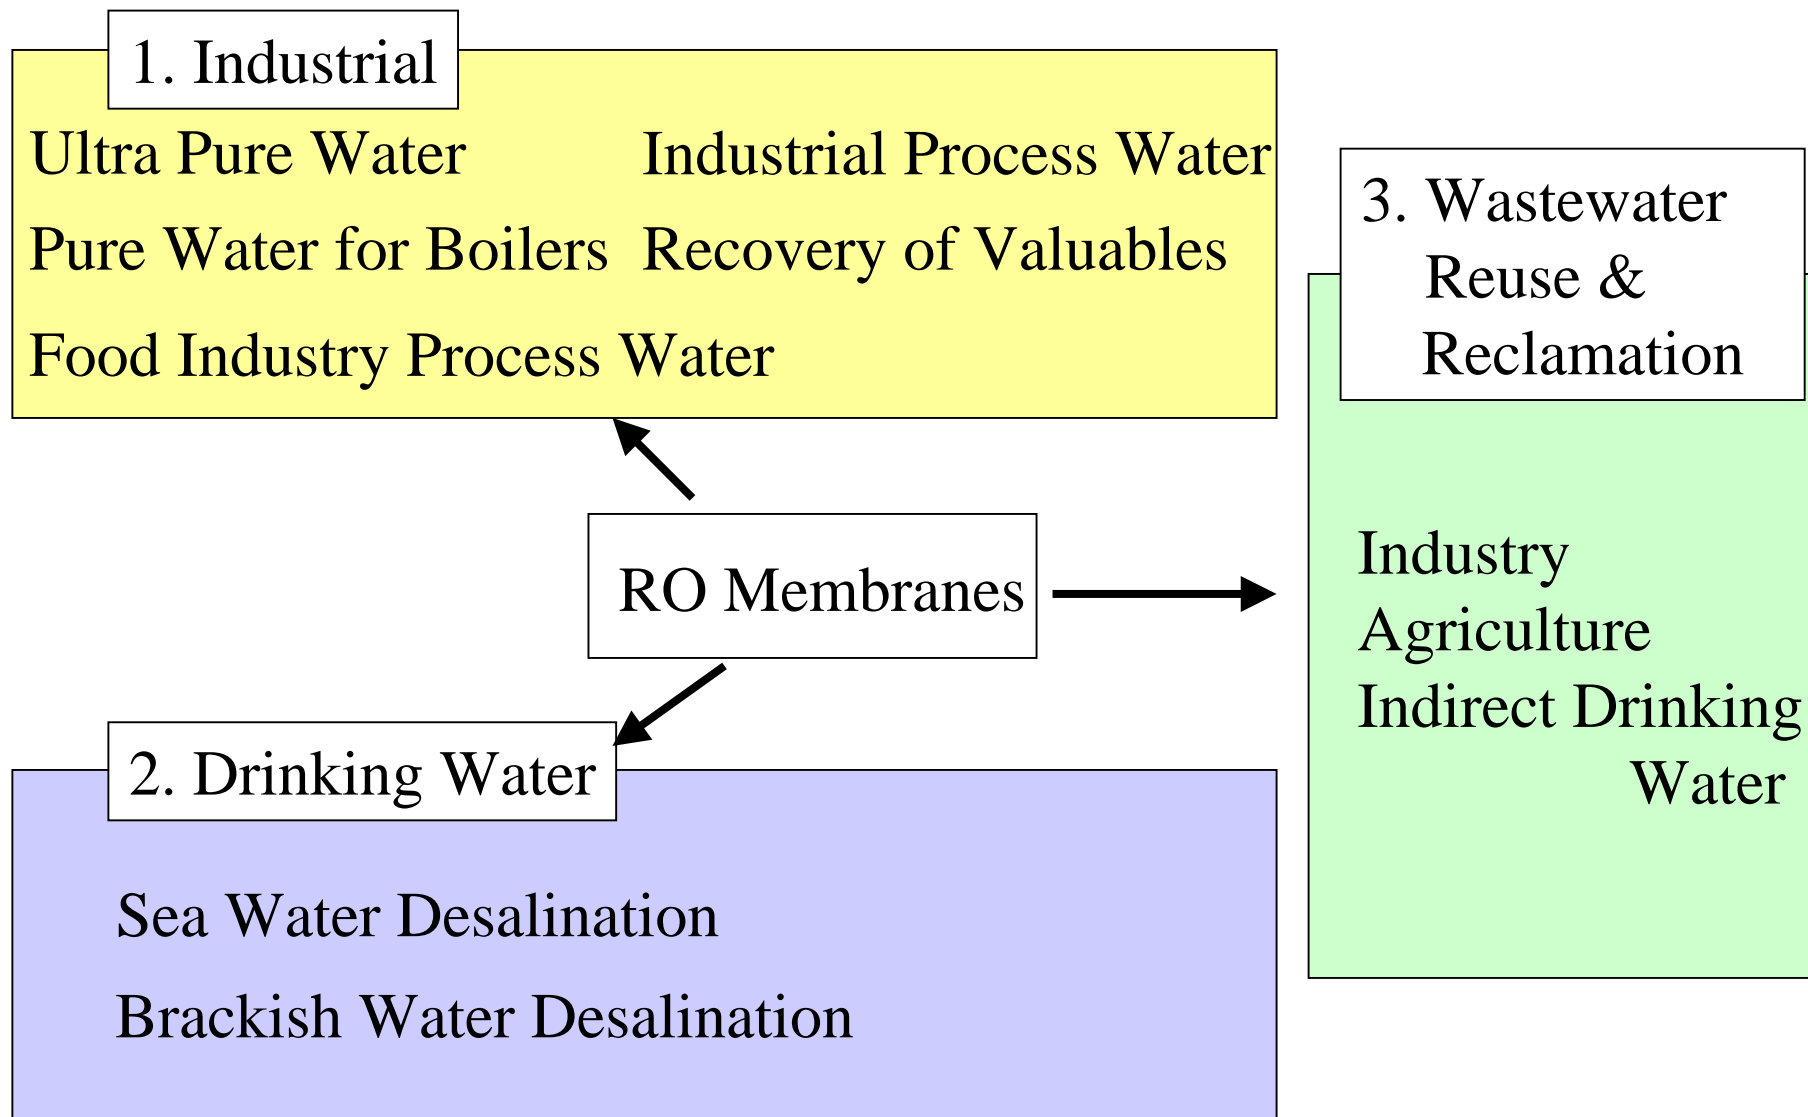 1. Industrial
Ultra Pure Water
Industrial Process Water
Pure Water for Boilers
Recovery of Valuables
Food Industry Process Water
3. Wastewater
Reuse &
Reclamation
RO Membranes
Industry
Agriculture
Indirect Drinking
Water
2. Drinking Water
Sea Water Desalination
Brackish Water Desalination